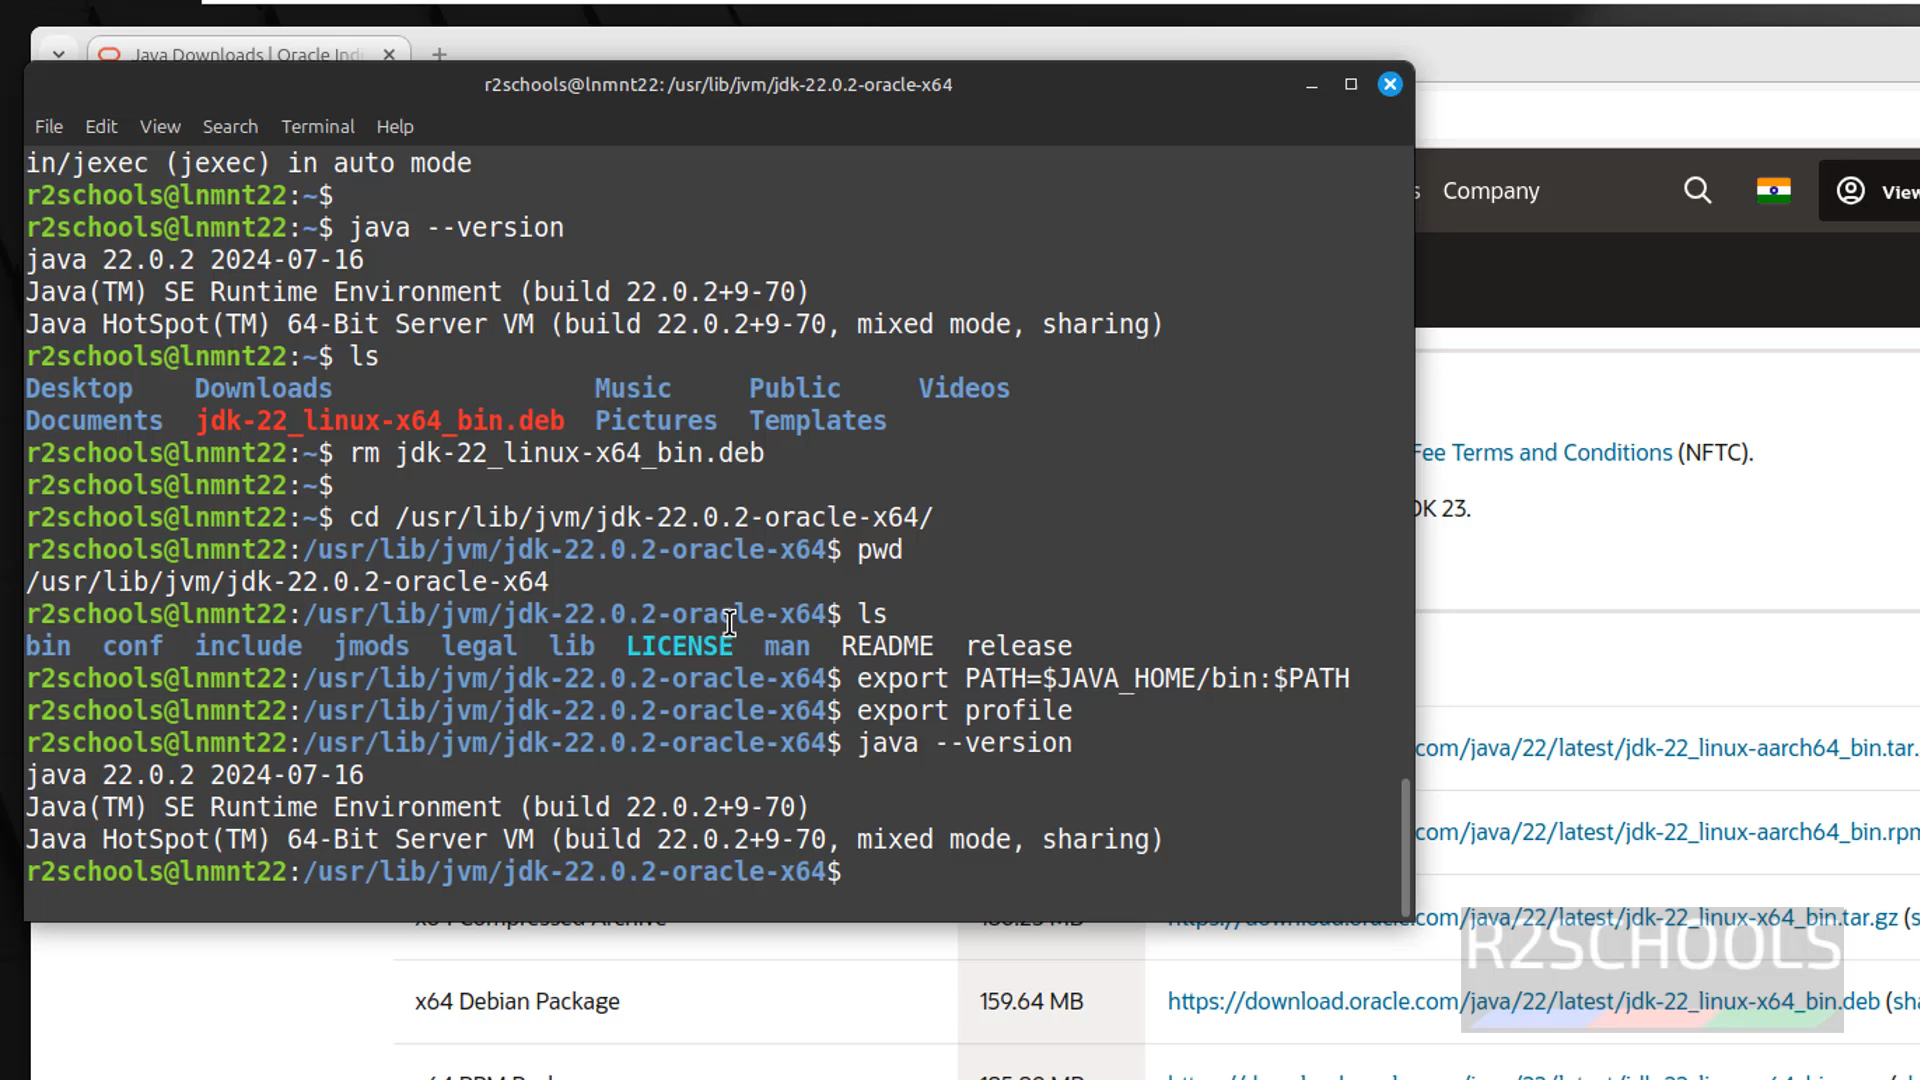 Java Downloads | Oracle Indi
r2schools@lnmnt22: /usr/lib/jvm/jdk-22.0.2-oracle-x64
File Edit View Search Terminal Help
in/jexec (jexec) in auto mode
r2schools@lnmnt22:~$
r2schools@lnmnt22:~$ java --version
java 22.0.2 2024-07-16
Java(TM) SE Runtime Environment (build 22.0.2+9-70)
Java HotSpot(TM) 64-Bit Server VM (build 22.0.2+9-70, mixed mode, sharing)
r2schools@lnmnt22:~$ ls
Desktop Downloads Music Public Videos
Documents jdk-22_linux-x64_bin.deb Pictures Templates
r2schools@lnmnt22:~$ rm jdk-22_linux-x64_bin.deb
r2schools@lnmnt22:~$
r2schools@lnmnt22:~$ cd /usr/lib/jvm/jdk-22.0.2-oracle-x64/
r2schools@lnmnt22:/usr/lib/jvm/jdk-22.0.2-oracle-x64$ pwd
/usr/lib/jvm/jdk-22.0.2-oracle-x64
r2schools@lnmnt22:/usr/lib/jvm/jdk-22.0.2-oracle-x64$ ls
bin conf include jmods legal lib LICENSE man README release
r2schools@lnmnt22:/usr/lib/jvm/jdk-22.0.2-oracle-x64$ export PATH=$JAVA_HOME/bin:$PATH
r2schools@lnmnt22:/usr/lib/jvm/jdk-22.0.2-oracle-x64$ export profile
r2schools@lnmnt22:/usr/lib/jvm/jdk-22.0.2-oracle-x64$ java --version
java 22.0.2 2024-07-16
Java(TM) SE Runtime Environment (build 22.0.2+9-70)
Java HotSpot(TM) 64-Bit Server VM (build 22.0.2+9-70, mixed mode, sharing)
r2schools@lnmnt22:/usr/lib/jvm/jdk-22.0.2-oracle-x64$
s Company View
Fee Terms and Conditions (NFTC).
DK 23.
com/java/22/latest/jdk-22_linux-aarch64_bin.tar.
com/java/22/latest/jdk-22_linux-aarch64_bin.rpm
https://download.oracle.com/java/22/latest/jdk-22_linux-x64_bin.tar.gz (s
x64 Debian Package 159.64 MB https://download.oracle.com/java/22/latest/jdk-22_linux-x64_bin.deb (sha
R2SCHOOLS